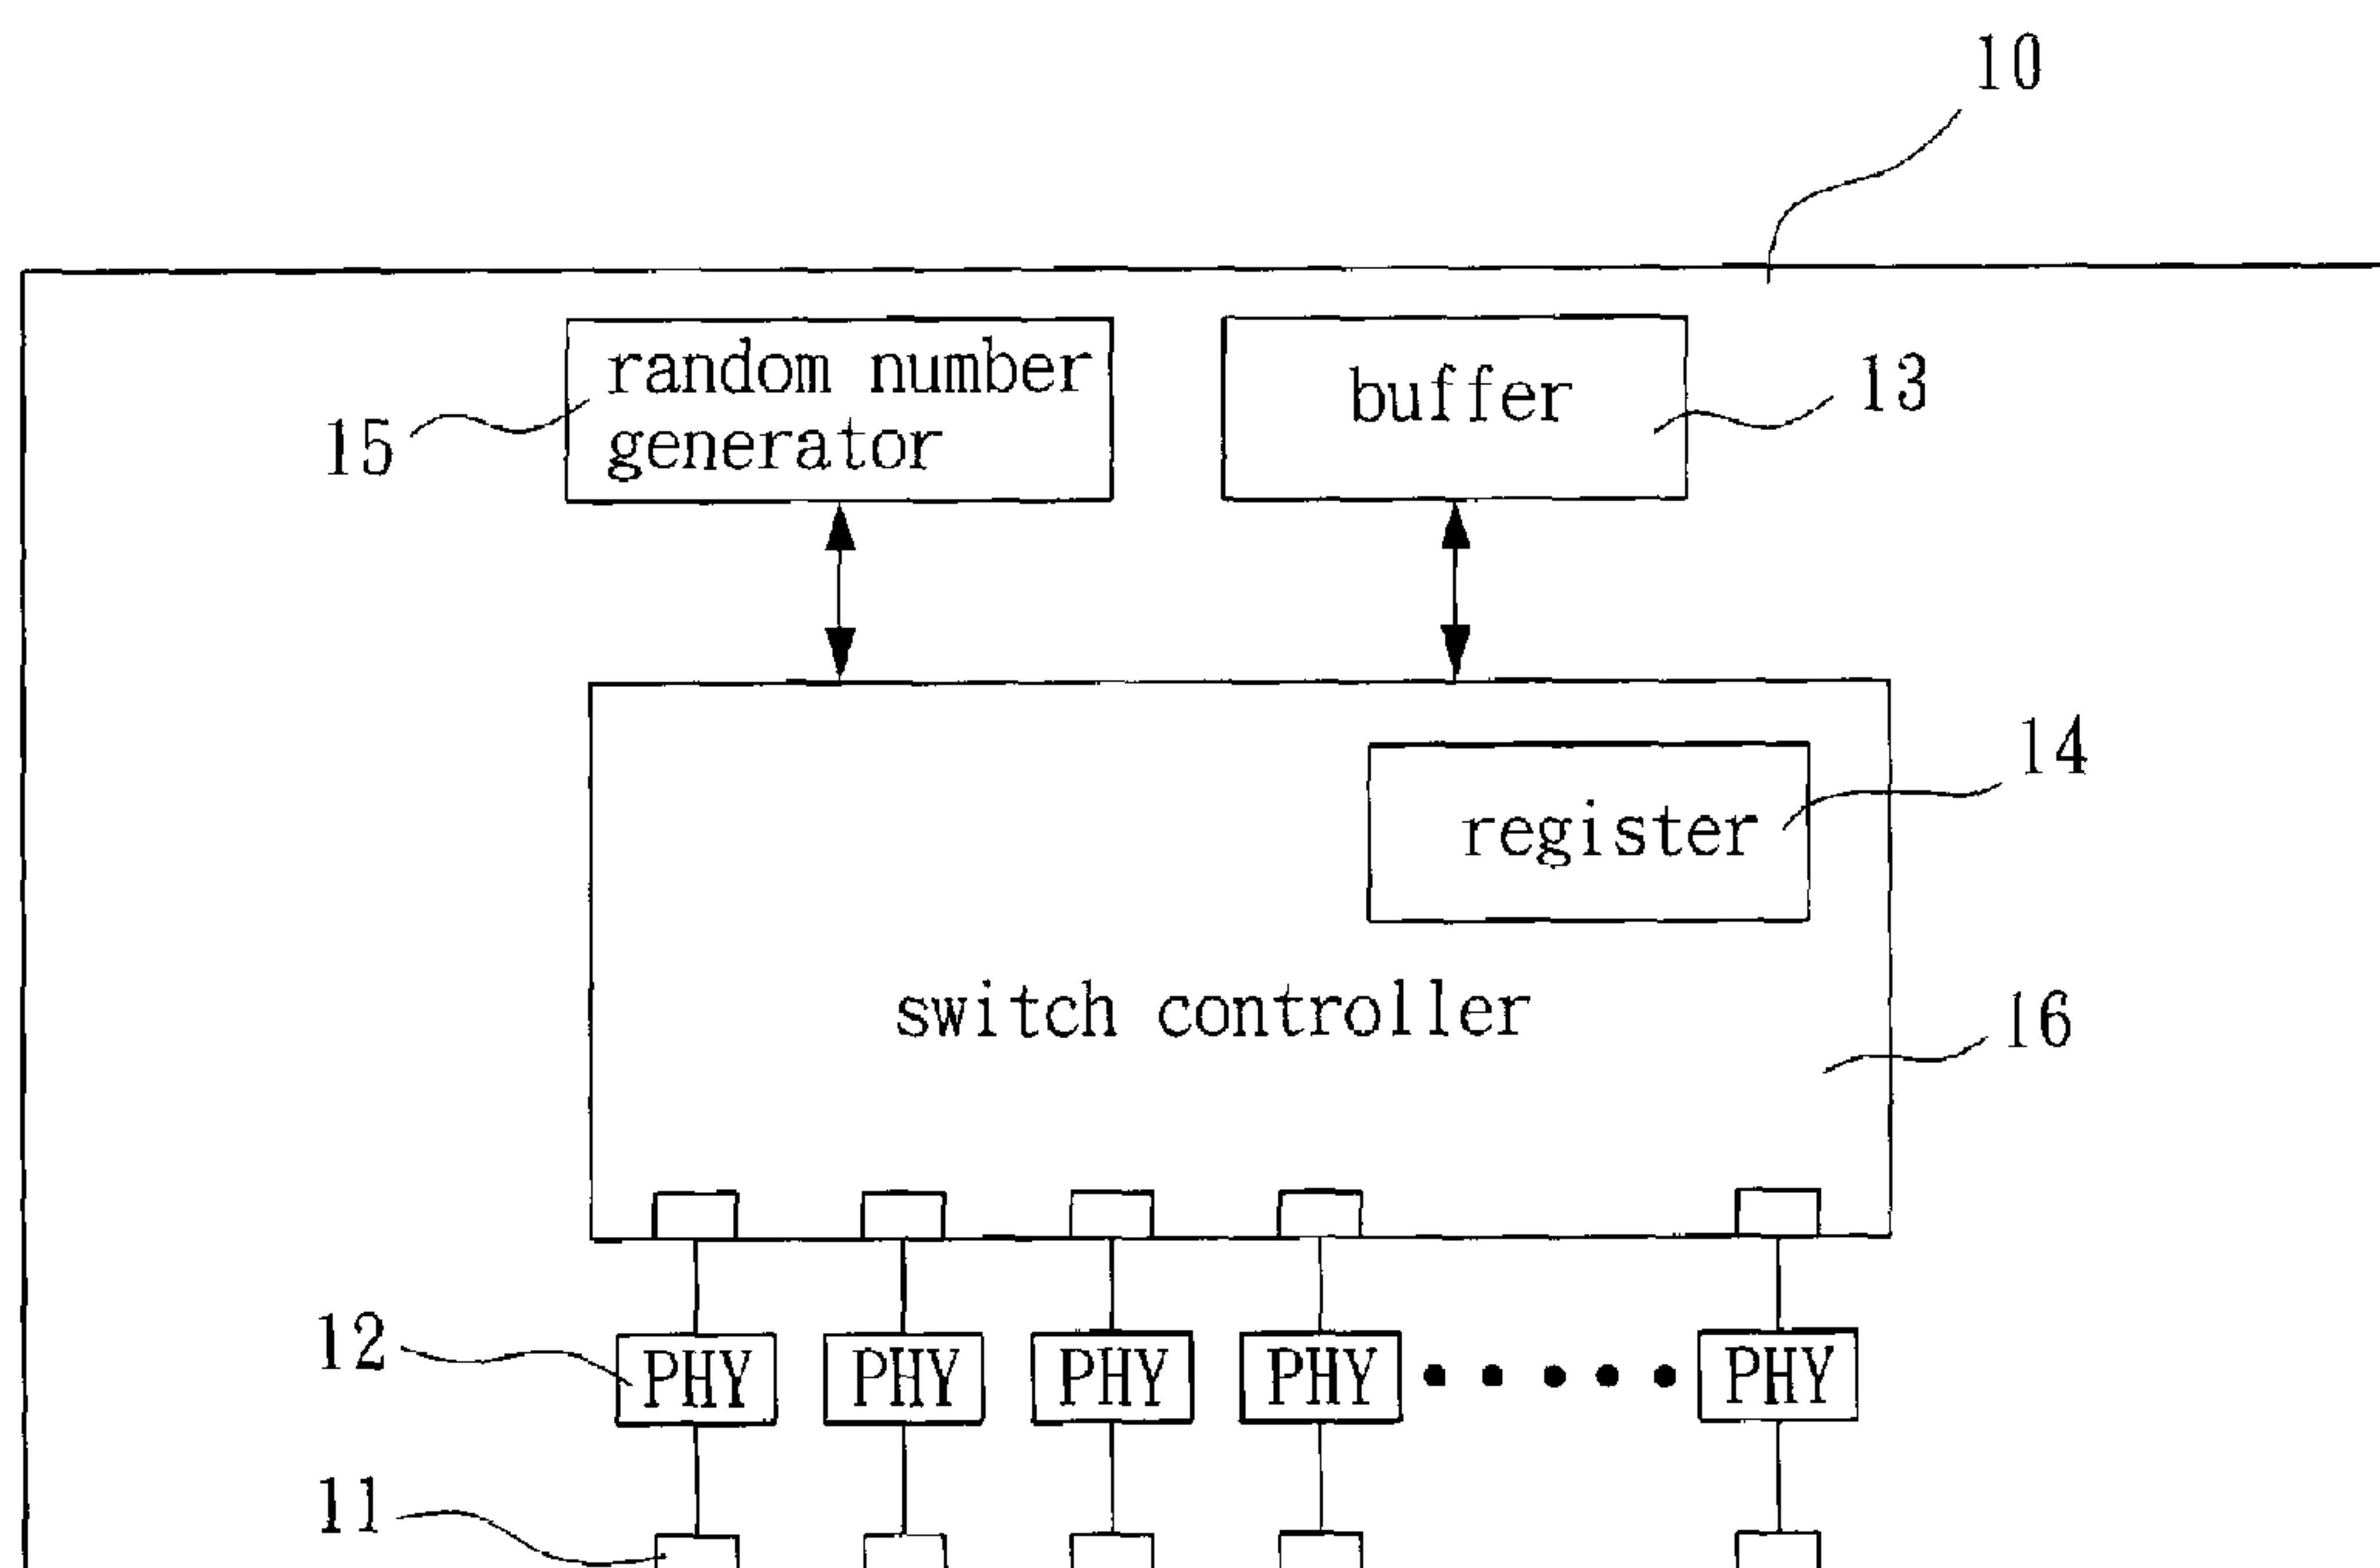 10
random number
generator
15
buffer
13
14
register
switch controller
16
12
PHY PHY PHY PHY PHY
11